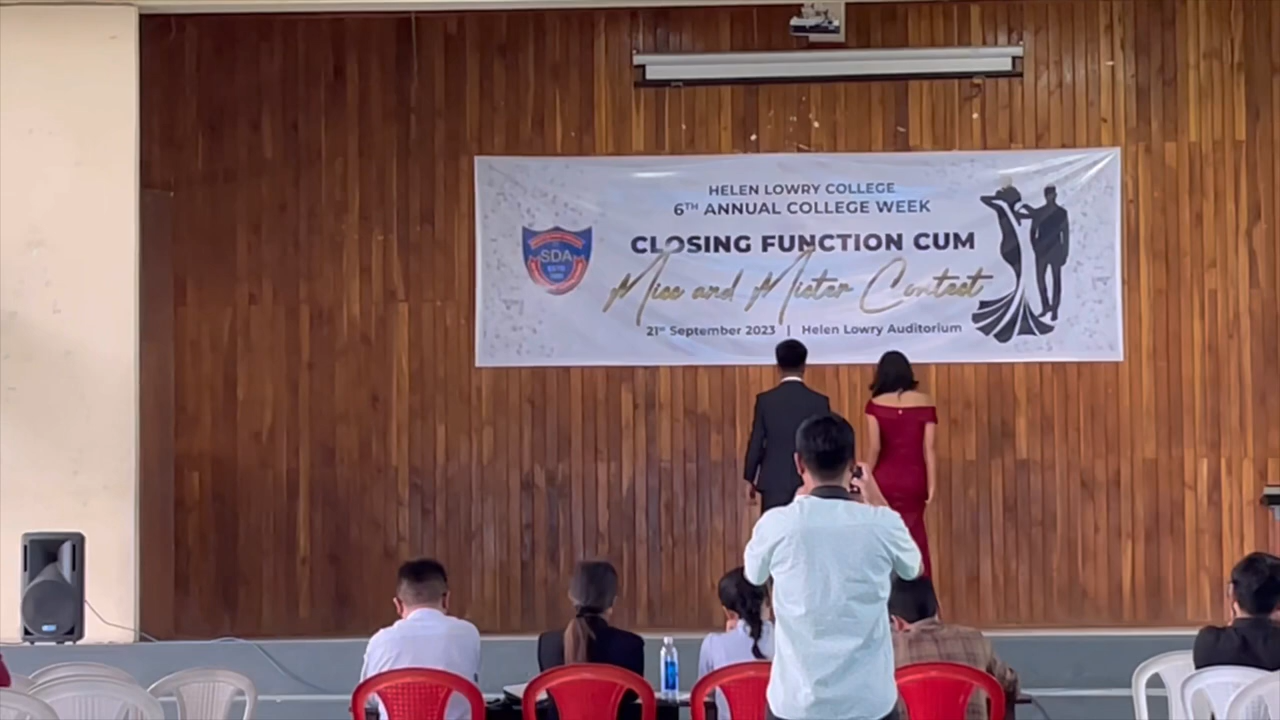 HELEN LOWRY COLLEGE
6TH ANNUAL COLLEGE WEEK
CLOSING FUNCTION CUM
Miss and Mister Contest
21st September 2023 | Helen Lowry Auditorium
SDA